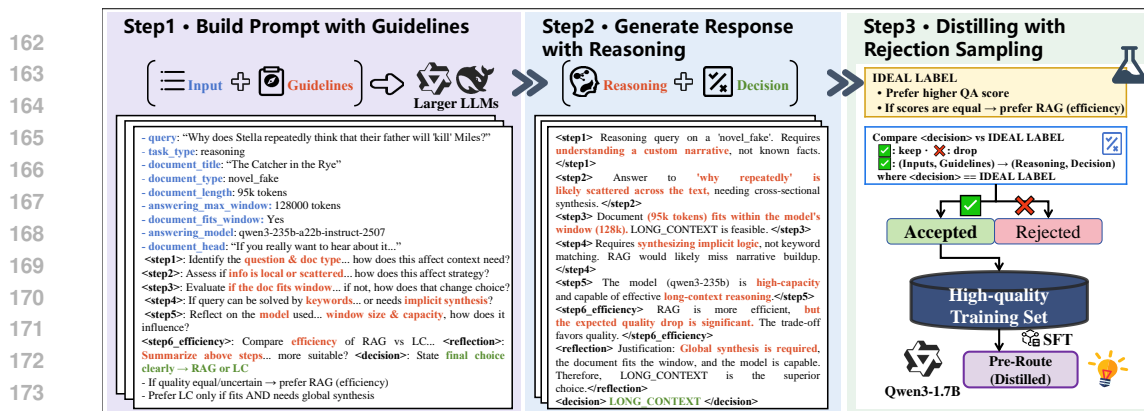 162
163
164
165
166
167
168
169
170
171
172
173
Step1 • Build Prompt with Guidelines
Input
Guidelines
Larger LLMs
- query: “Why does Stella repeatedly think that their father will 'kill' Miles?”
- task_type: reasoning
- document_title: “The Catcher in the Rye”
- document_type: novel_fake
- document_length: 95k tokens
- answering_max_window: 128000 tokens
- document_fits_window: Yes
- answering_model: qwen3-235b-a22b-instruct-2507
- document_head: “If you really want to hear about it...”
<step1>: Identify the question & doc type... how does this affect context need?
<step2>: Assess if info is local or scattered... how does this affect strategy?
<step3>: Evaluate if the doc fits window... if not, how does that change choice?
<step4>: If query can be solved by keywords... or needs implicit synthesis?
<step5>: Reflect on the model used... window size & capacity, how does it
influence?
<step6_efficiency>: Compare efficiency of RAG vs LC... <reflection>:
Summarize above steps... more suitable? <decision>: State final choice
clearly → RAG or LC
- If quality equal/uncertain → prefer RAG (efficiency)
- Prefer LC only if fits AND needs global synthesis
Step2 • Generate Response
with Reasoning
Reasoning
Decision
<step1> Reasoning query on a 'novel_fake'. Requires
understanding a custom narrative, not known facts.
</step1>
<step2> Answer to 'why repeatedly' is
likely scattered across the text, needing cross-sectional
synthesis. </step2>
<step3> Document (95k tokens) fits within the model's
window (128k). LONG_CONTEXT is feasible. </step3>
<step4> Requires synthesizing implicit logic, not keyword
matching. RAG would likely miss narrative buildup.
</step4>
<step5> The model (qwen3-235b) is high-capacity
and capable of effective long-context reasoning.</step5>
<step6_efficiency> RAG is more efficient, but
the expected quality drop is significant. The trade-off
favors quality. </step6_efficiency>
<reflection> Justification: Global synthesis is required,
the document fits the window, and the model is capable.
Therefore, LONG_CONTEXT is the superior
choice.</reflection>
<decision> LONG_CONTEXT </decision>
Step3 • Distilling with
Rejection Sampling
IDEAL LABEL
• Prefer higher QA score
• If scores are equal → prefer RAG (efficiency)
Compare <decision> vs IDEAL LABEL
✅: keep · ❌: drop
✅: (Inputs, Guidelines) → (Reasoning, Decision)
where <decision> == IDEAL LABEL
Accepted
Rejected
High-quality
Training Set
SFT
Pre-Route
(Distilled)
Qwen3-1.7B